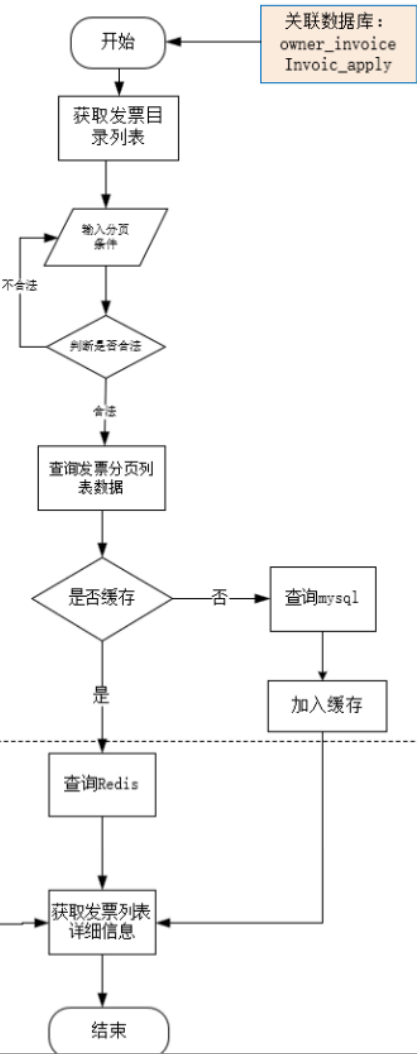 关联数据库：
owner_invoice
Invoic_apply
开始
获取发票目
录列表
输入分页
条件
不合法
判断是否合法
合法
查询发票分页列
表数据
是否缓存
否
查询mysql
是
加入缓存
查询Redis
获取发票列表
详细信息
结束